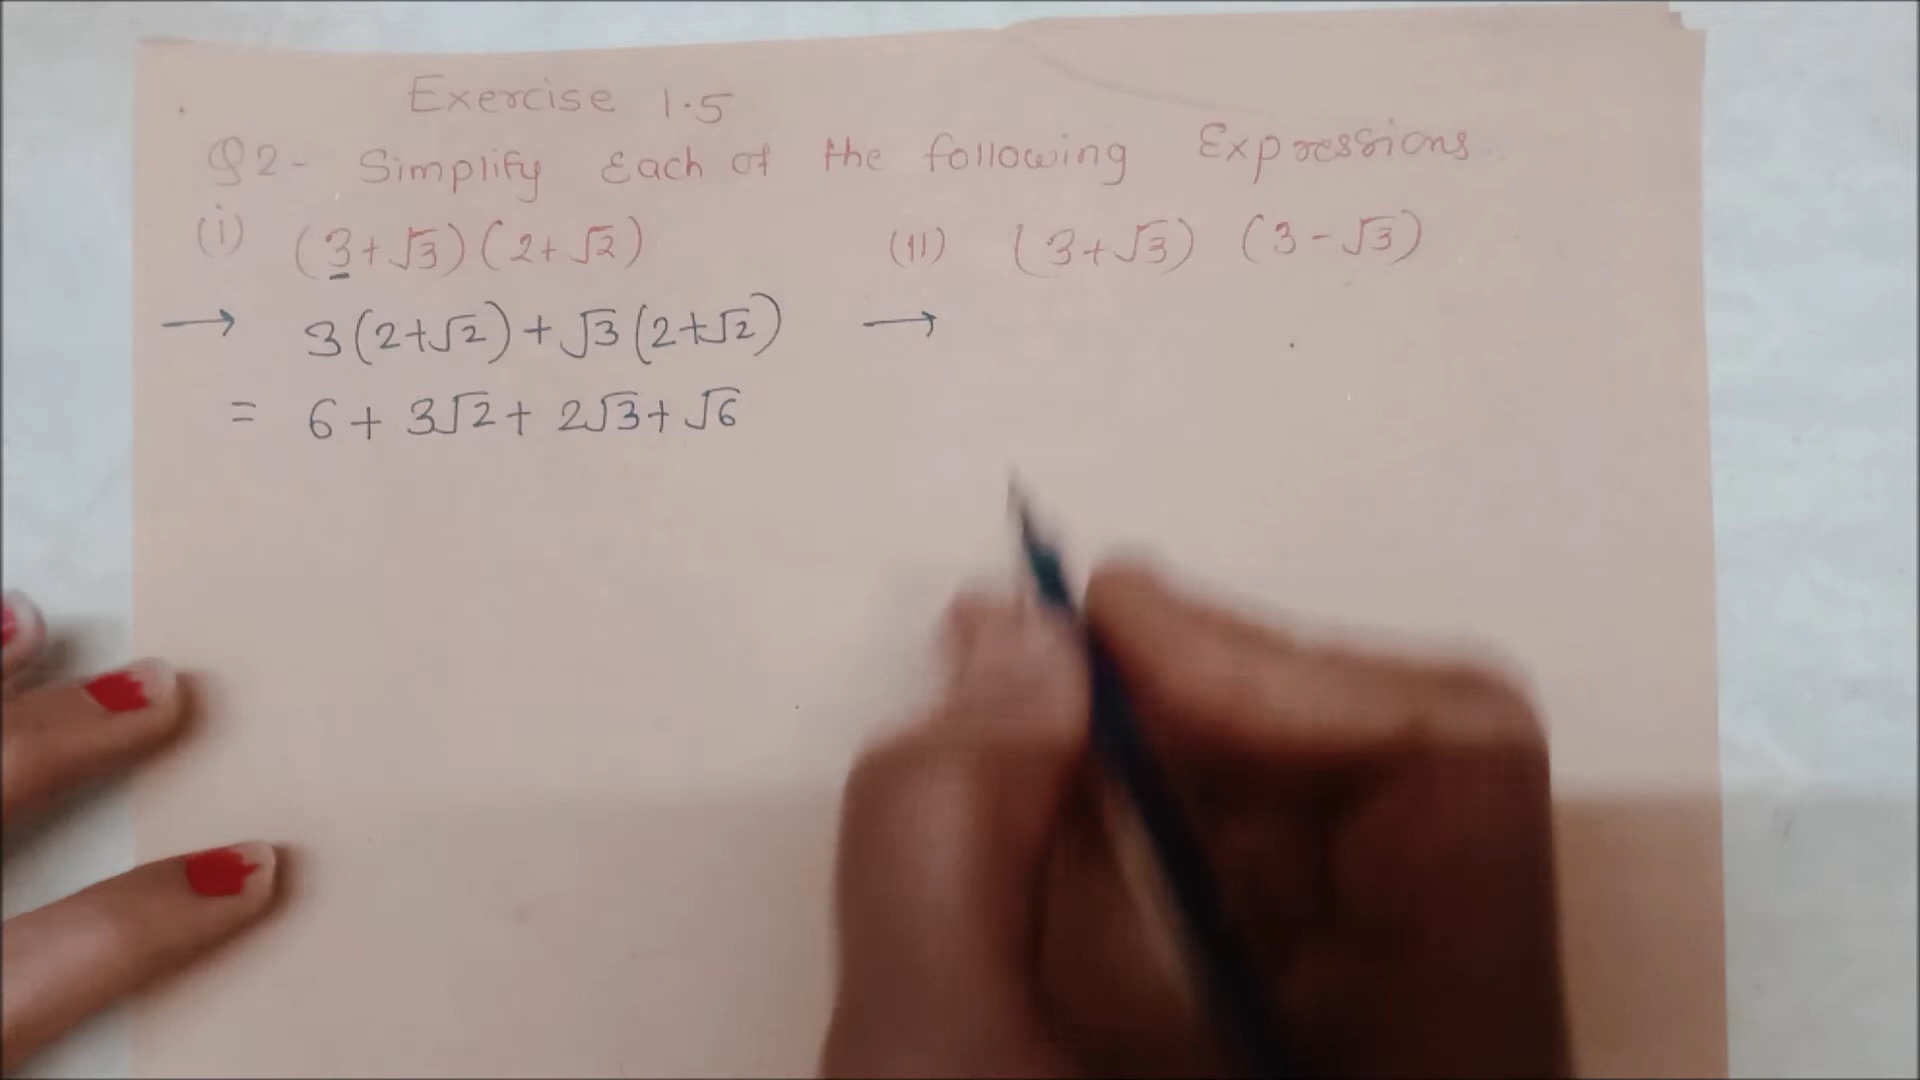 Exercise 1.5
Q2- Simplify Each of the following Expressions
(i) (3+√3)(2+√2)
(ii) (3+√3) (3-√3)
→ 3(2+√2)+√3(2+√2)
→
= 6+3√2+2√3+√6